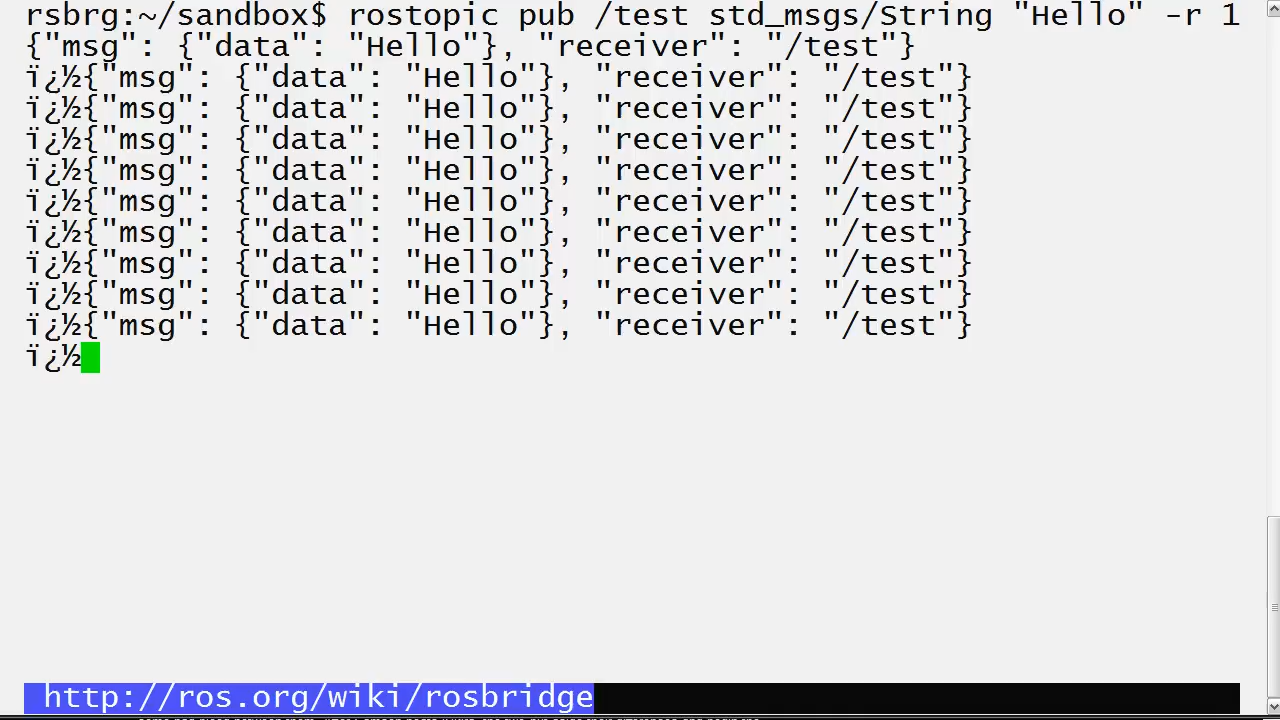 rsbrg:~/sandbox$ rostopic pub /test std_msgs/String "Hello" -r 1
{"msg": {"data": "Hello"}, "receiver": "/test"}
ï¿½{"msg": {"data": "Hello"}, "receiver": "/test"}
ï¿½{"msg": {"data": "Hello"}, "receiver": "/test"}
ï¿½{"msg": {"data": "Hello"}, "receiver": "/test"}
ï¿½{"msg": {"data": "Hello"}, "receiver": "/test"}
ï¿½{"msg": {"data": "Hello"}, "receiver": "/test"}
ï¿½{"msg": {"data": "Hello"}, "receiver": "/test"}
ï¿½{"msg": {"data": "Hello"}, "receiver": "/test"}
ï¿½{"msg": {"data": "Hello"}, "receiver": "/test"}
ï¿½{"msg": {"data": "Hello"}, "receiver": "/test"}
ï¿½
http://ros.org/wiki/rosbridge